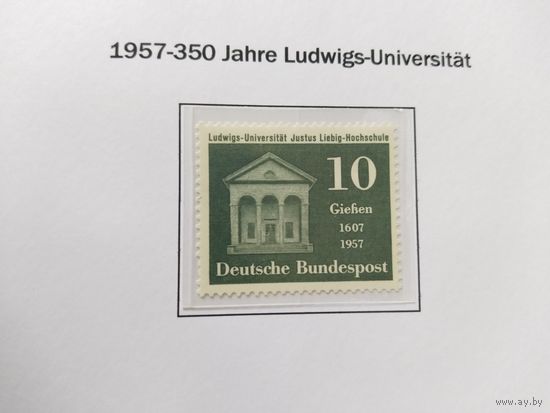 1957-350 Jahre Ludwigs-Universität
Ludwigs-Universität Justus Liebig-Hochschule
10
Gießen
1607
1957
Deutsche Bundespost
www.ay.by